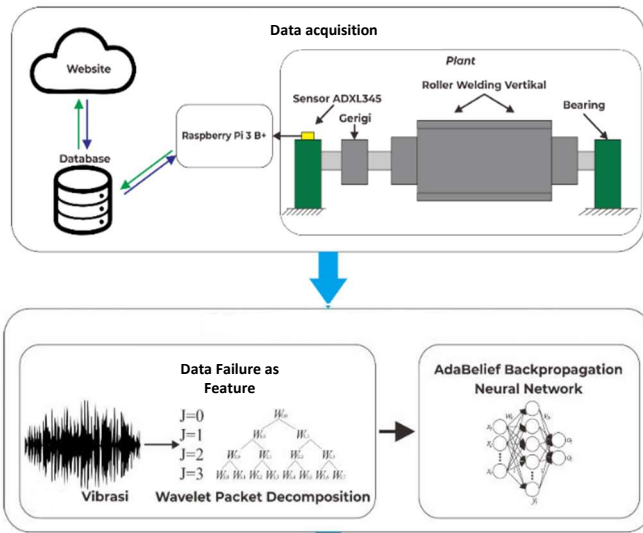 Data acquisition
Website
Database
Raspberry Pi 3 B+
Plant
Roller Welding Vertikal
Sensor ADXL345
Gerigi
Bearing
Data Failure as
Feature
Vibrasi
J=0
J=1
J=2
J=3
Wavelet Packet Decomposition
AdaBelief Backpropagation
Neural Network